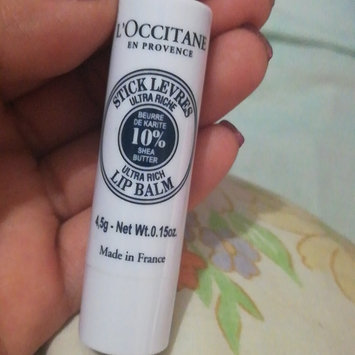 L'OCCITANE
EN PROVENCE
STICK LEVRES
ULTRA RICHE
BEURRE
DE KARITE
10%
SHEA
BUTTER
ULTRA RICH
LIP BALM
4,5g - Net Wt.0.15oz.
Made in France